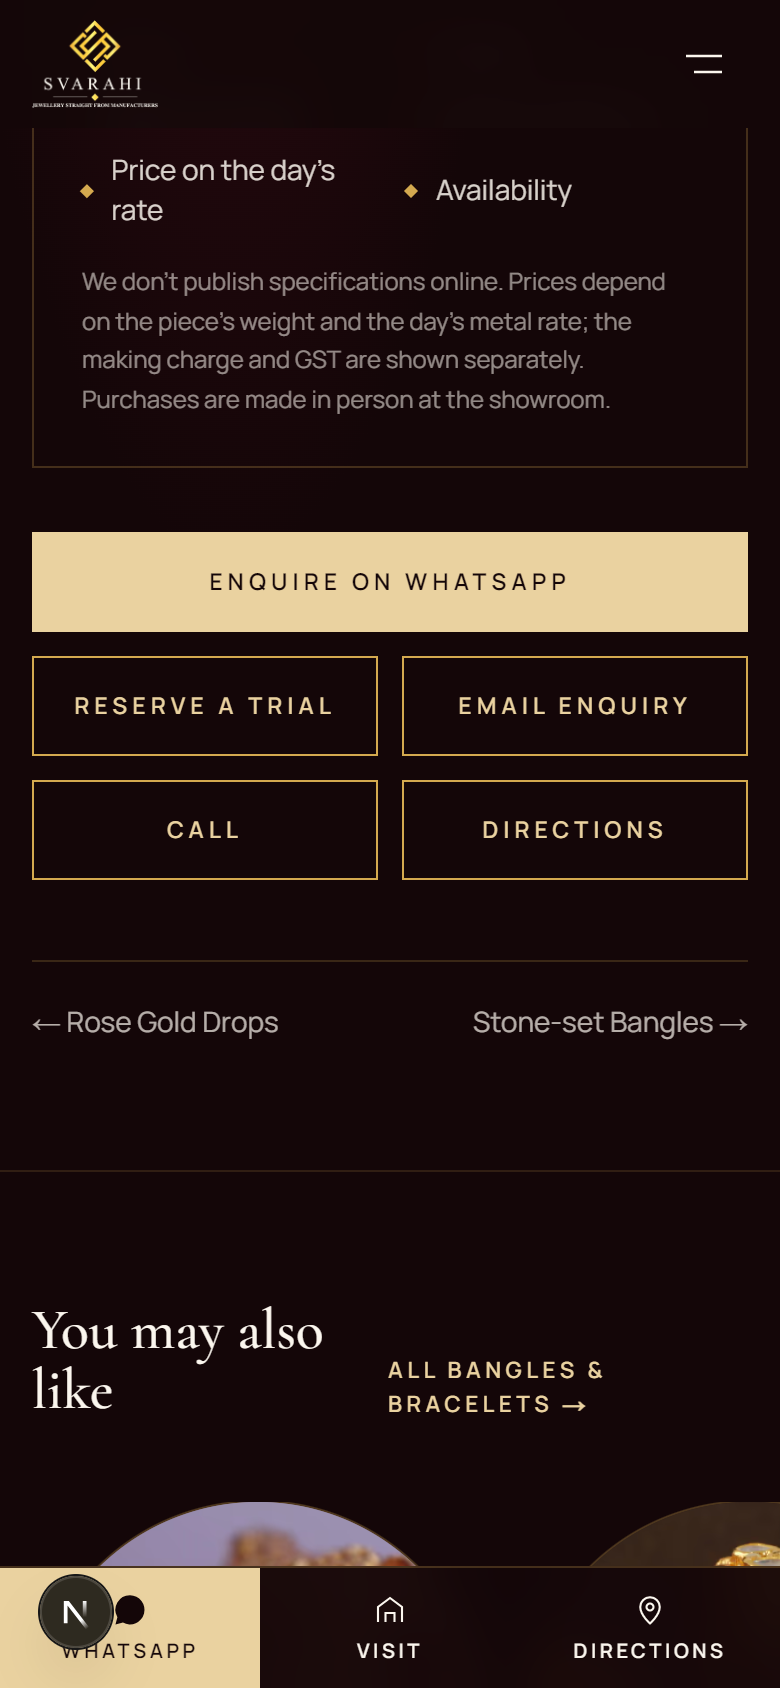 SVARAHI
JEWELLERY STRAIGHT FROM MANUFACTURERS
Price on the day's
rate
Availability
We don't publish specifications online. Prices depend
on the piece's weight and the day's metal rate; the
making charge and GST are shown separately.
Purchases are made in person at the showroom.
ENQUIRE ON WHATSAPP
RESERVE A TRIAL
EMAIL ENQUIRY
CALL
DIRECTIONS
← Rose Gold Drops
Stone-set Bangles →
You may also
like
ALL BANGLES &
BRACELETS →
N
WHATSAPP
VISIT
DIRECTIONS